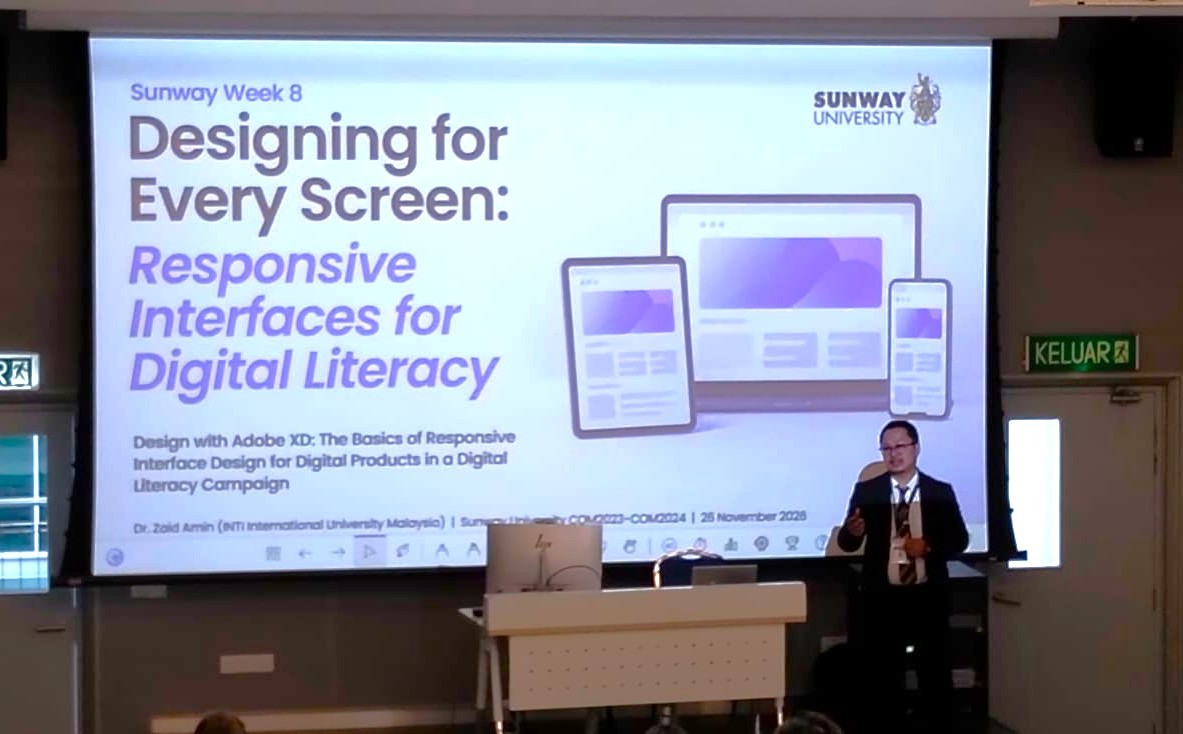 Sunway Week 8
Designing for
Every Screen:
Responsive
Interfaces for
Digital Literacy
Design with Adobe XD: The Basics of Responsive
Interface Design for Digital Products in a Digital
Literacy Campaign
Dr. Zaid Amin (INTI International University Malaysia) | Sunway University COM2023-COM2024 | 26 November 2026
SUNWAY
UNIVERSITY
R
KELUAR